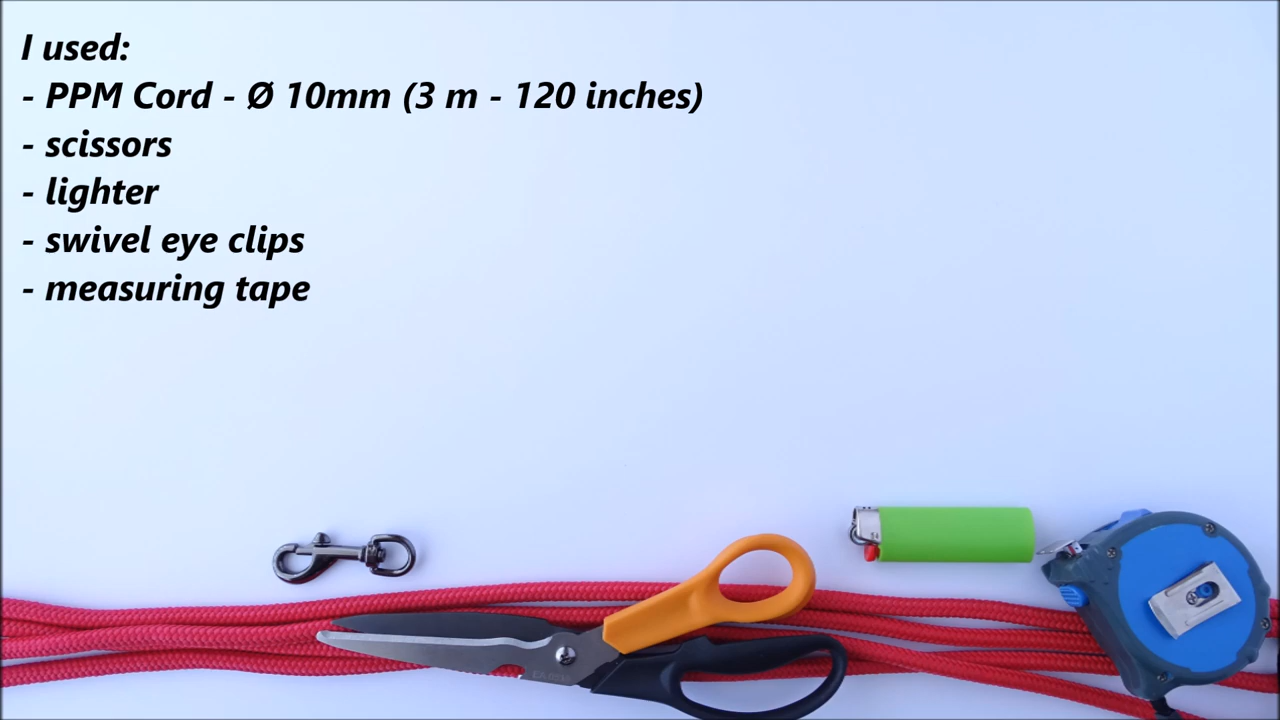 I used:
- PPM Cord - Ø 10mm (3 m - 120 inches)
- scissors
- lighter
- swivel eye clips
- measuring tape